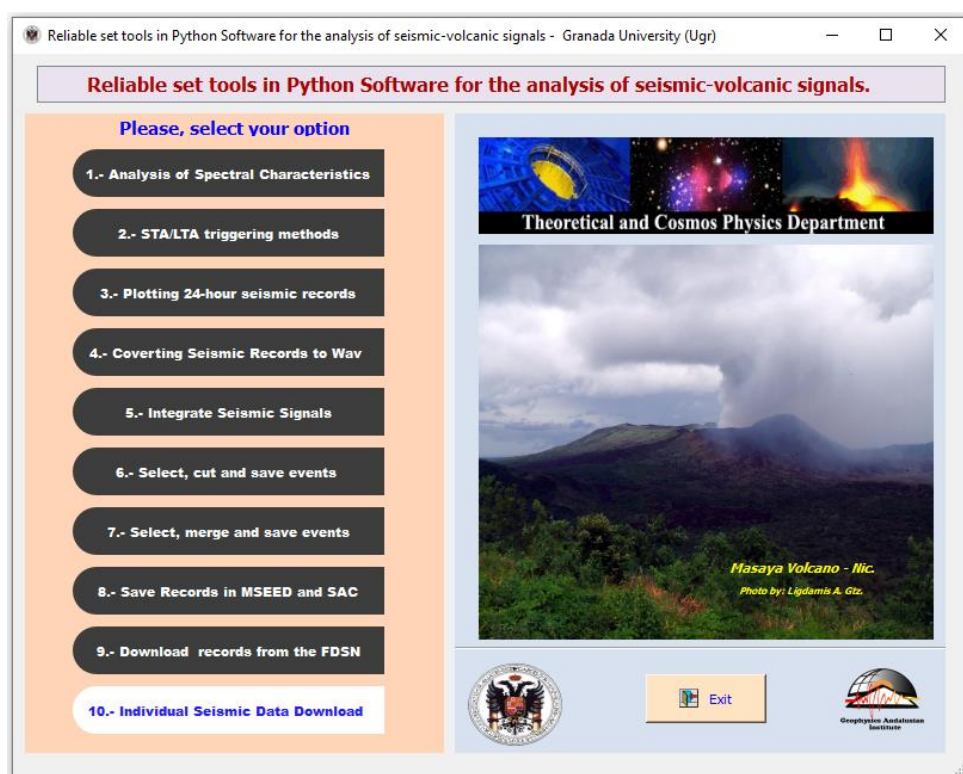 Reliable set tools in Python Software for the analysis of seismic-volcanic signals - Granada University (Ugr)
Reliable set tools in Python Software for the analysis of seismic-volcanic signals.
Please, select your option
1.- Analysis of Spectral Characteristics
2.- STA/LTA triggering methods
3.- Plotting 24-hour seismic records
4.- Coverting Seismic Records to Wav
5.- Integrate Seismic Signals
6.- Select, cut and save events
7.- Select, merge and save events
8.- Save Records in MSEED and SAC
9.- Download records from the FDSN
10.- Individual Seismic Data Download
Theoretical and Cosmos Physics Department
Masaya Volcano - Nic.
Photo by: Ligdamis A. Gtz.
Exit
Geophysics Andalusian
Institute